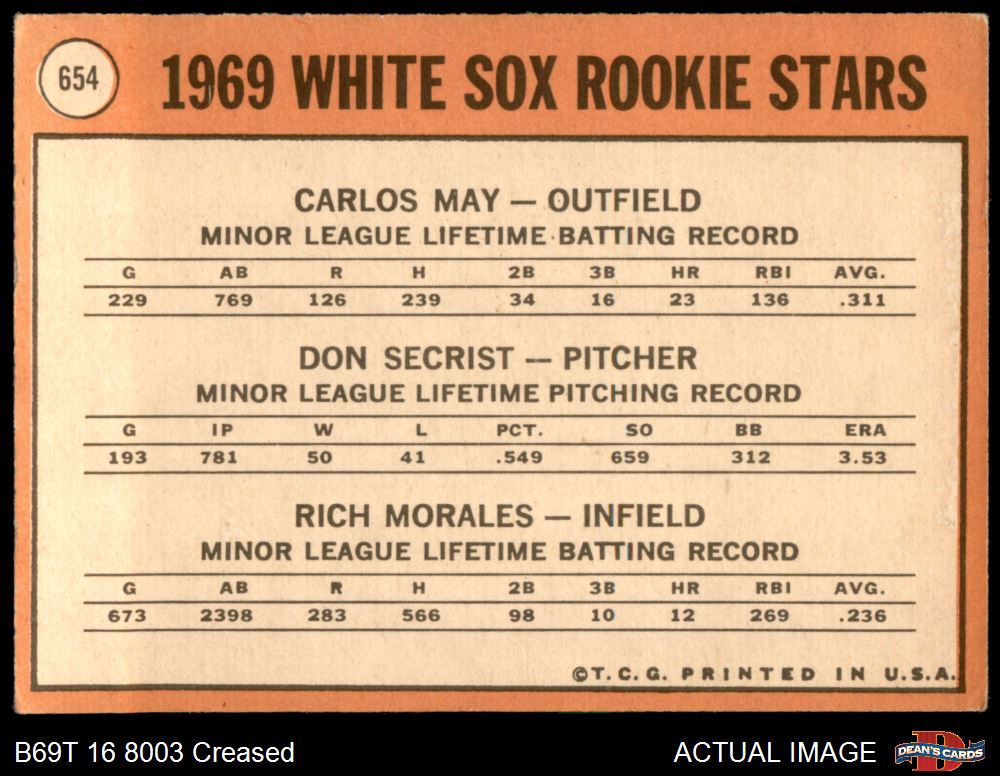 654
1969 WHITE SOX ROOKIE STARS
CARLOS MAY — OUTFIELD
MINOR LEAGUE LIFETIME BATTING RECORD
G AB R H 2B 3B HR RBI AVG.
229 769 126 239 34 16 23 136 .311
DON SECRIST — PITCHER
MINOR LEAGUE LIFETIME PITCHING RECORD
G IP W L PCT. SO BB ERA
193 781 50 41 .549 659 312 3.53
RICH MORALES — INFIELD
MINOR LEAGUE LIFETIME BATTING RECORD
G AB R H 2B 3B HR RBI AVG.
673 2398 283 566 98 10 12 269 .236
©T.C.G. PRINTED IN U.S.A.
B69T 16 8003 Creased
ACTUAL IMAGE
D
DEAN'S CARDS